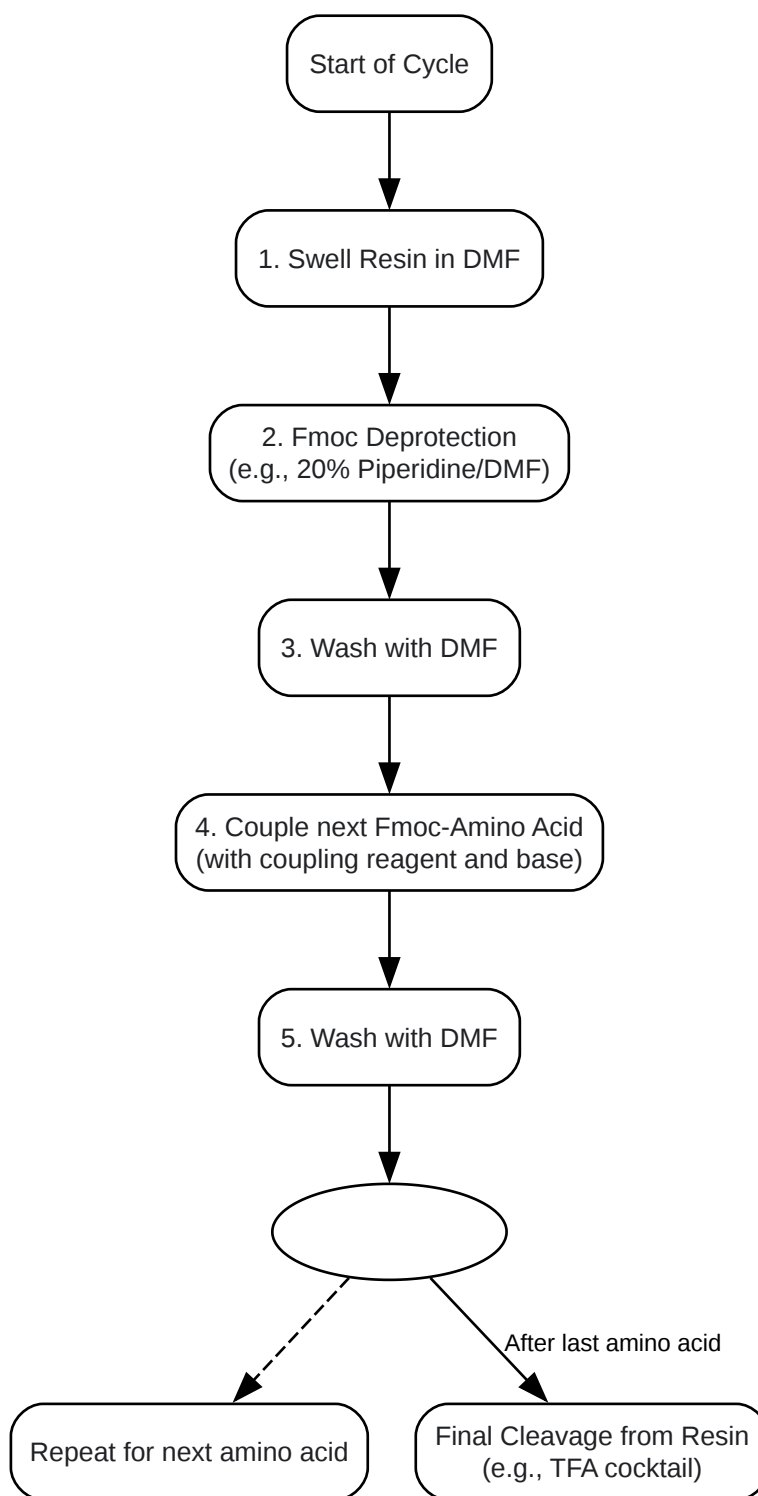 Start of Cycle
1. Swell Resin in DMF
2. Fmoc Deprotection
(e.g., 20% Piperidine/DMF)
3. Wash with DMF
4. Couple next Fmoc-Amino Acid
(with coupling reagent and base)
5. Wash with DMF
After last amino acid
Repeat for next amino acid
Final Cleavage from Resin
(e.g., TFA cocktail)